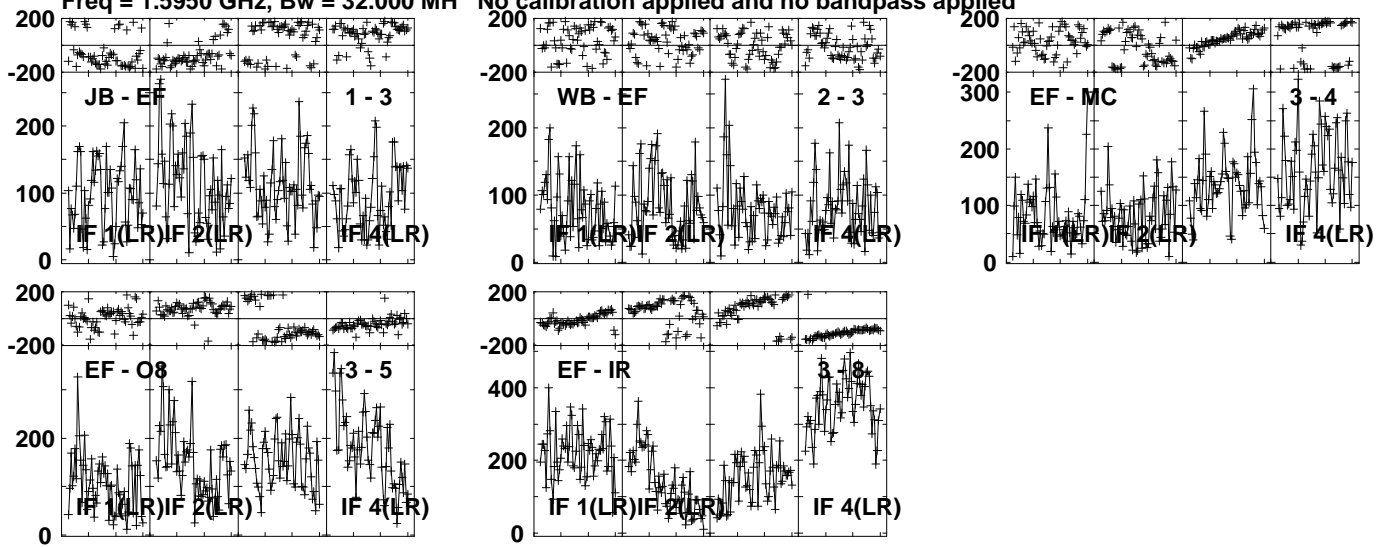 Freq = 1.5950 GHz, Bw = 32.000 MH No calibration applied and no bandpass applied
200
-200
JB - EF
1 - 3
200
100
0
IF 1(LR)
IF 2(LR)
IF 4(LR)
200
-200
WB - EF
2 - 3
200
100
0
IF 1(LR)
IF 2(LR)
IF 4(LR)
200
-200
EF - MC
3 - 4
300
200
100
0
IF 1(LR)
IF 2(LR)
IF 4(LR)
200
-200
EF - O8
3 - 5
200
0
IF 1(LR)
IF 2(LR)
IF 4(LR)
200
-200
EF - IR
3 - 8
400
200
0
IF 1(LR)
IF 2(LR)
IF 4(LR)